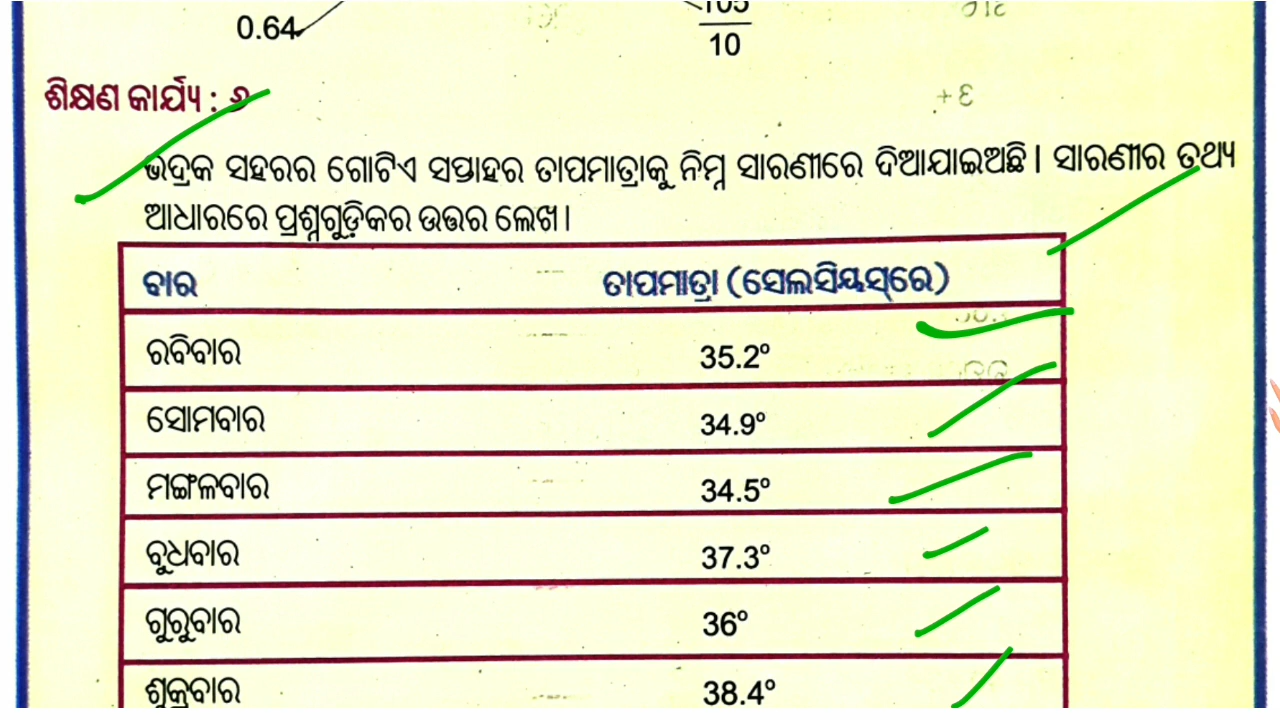 0.64
10
ଶିକ୍ଷଣ କାର୍ଯ୍ୟ : ୬
ଭଦ୍ରକ ସହରର ଗୋଟିଏ ସପ୍ତାହର ତାପମାତ୍ରାକୁ ନିମ୍ନ ସାରଣୀରେ ଦିଆଯାଇଅଛି। ସାରଣୀର ତଥ୍ୟ
ଆଧାରରେ ପ୍ରଶ୍ନଗୁଡ଼ିକର ଉତ୍ତର ଲେଖ।
ବାର ତାପମାତ୍ରା (ସେଲସିୟସ୍‌ରେ)
ରବିବାର 35.2°
ସୋମବାର 34.9°
ମଙ୍ଗଳବାର 34.5°
ବୁଧବାର 37.3°
ଗୁରୁବାର 36°
ଶୁକ୍ରବାର 38.4°